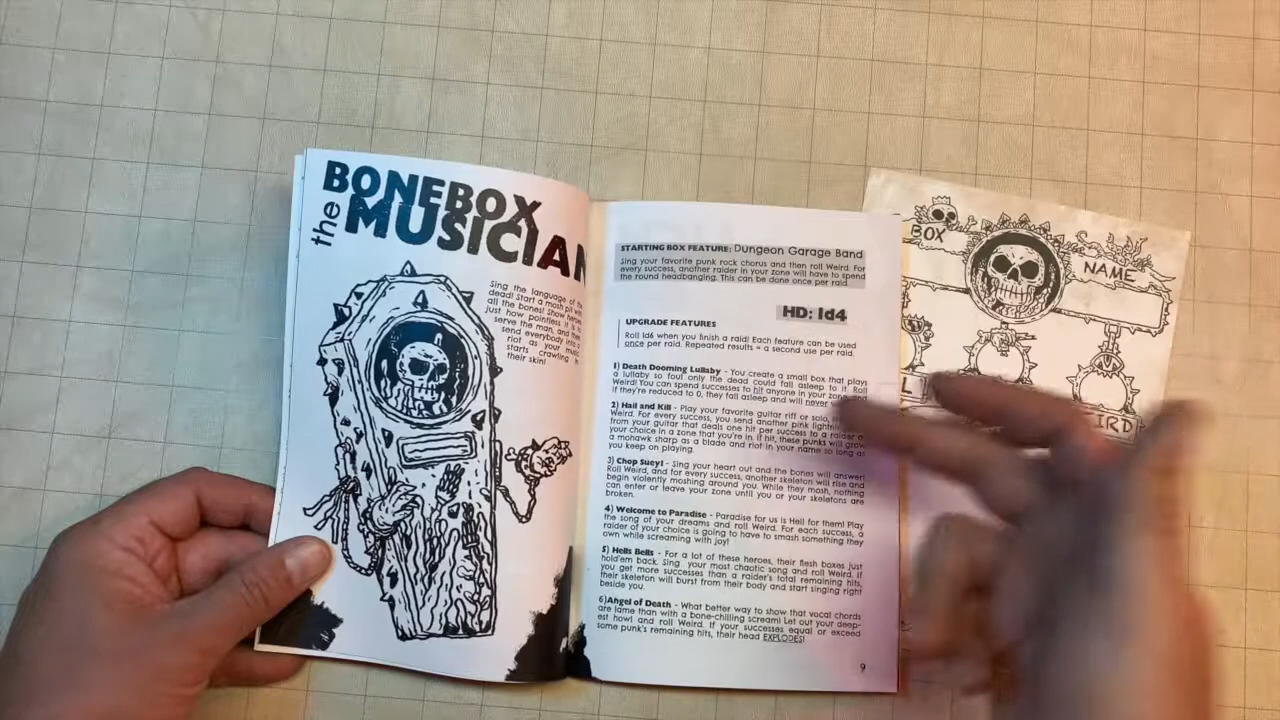 BONEBOX
the MUSICIAN
Sing the language of the
dead! Start a mosh pit with
all the bones! Show heroes
just how pointless it is to
serve the man, and then
send everybody into a
riot as your music
starts crawling in
their skin!
STARTING BOX FEATURE: Dungeon Garage Band
Sing your favorite punk rock chorus and then roll Weird. For
every success, another raider in your zone will have to spend
the round headbanging. This can be done once per raid.
HD: 1d4
UPGRADE FEATURES
Roll 1d6 when you finish a raid! Each feature can be used
once per raid. Repeated results = a second use per raid.
1) Death Dooming Lullaby - You create a small box that plays
a lullaby so foul only the dead could fall asleep to it. Roll
Weird! You can spend successes to hit anyone in your zone, and
if they're reduced to 0, they fall asleep and will never
2) Hail and Kill - Play your favorite guitar riff or solo,
Weird. For every success, you send another pink
from your guitar that deals one hit per success to a raider of
your choice in a zone that you're in. If hit, these punks will grow
a mohawk sharp as a blade and riot in your name so long as
you keep on playing.
3) Chop Suey! - Sing your heart out and the bones will answer!
Roll Weird, and for every success, another skeleton will rise and
begin violently moshing around you. While they mosh, nothing
can enter or leave your zone until you or your skeletons are
broken.
4) Welcome to Paradise - Paradise for us is Hell for them! Play
the song of your dreams and roll Weird. For each success, a
raider of your choice is going to have to smash something they
own while screaming with joy!
5) Hells Bells - For a lot of these heroes, their flesh boxes just
hold'em back. Sing your most chaotic song and roll Weird. If
you get more successes than a raider's total remaining hits,
their skeleton will burst from their body and start singing right
beside you.
6)Angel of Death - What better way to show that vocal chords
are lame than with a bone-chilling scream! Let out your deep-
est howl and roll Weird. If your successes equal or exceed
some punk's remaining hits, their head EXPLODES!
9
BOX
NAME